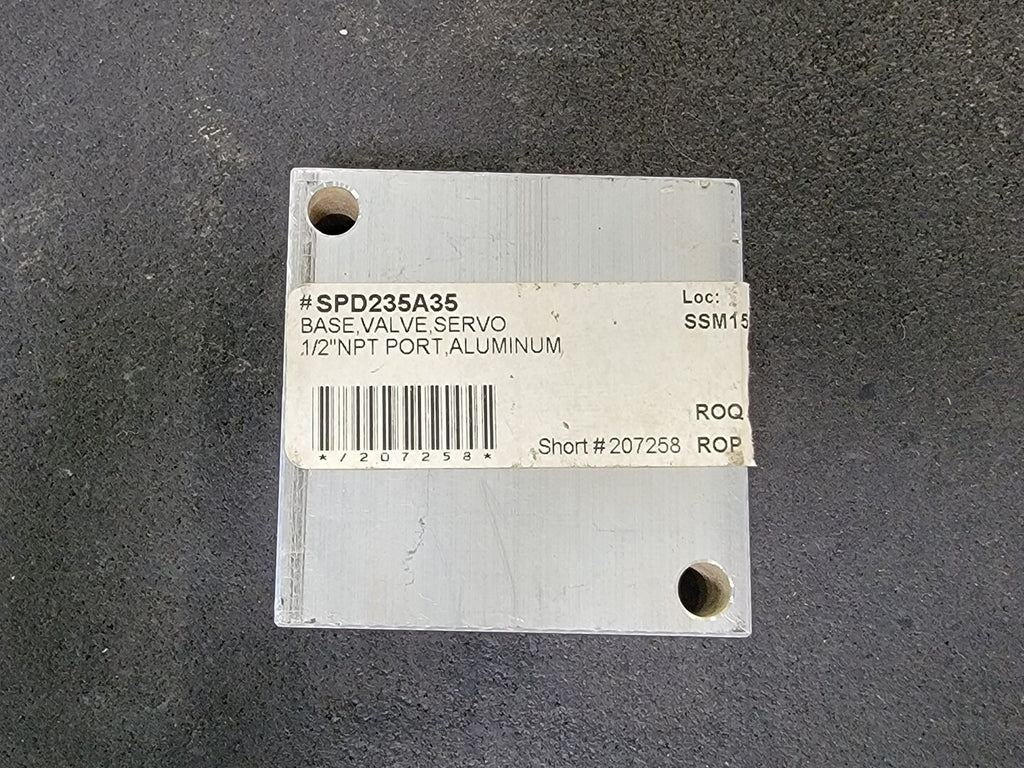 #SPD235A35 Loc:
BASE,VALVE,SERVO SSM15
1/2"NPT PORT,ALUMINUM
ROQ
*/207258* Short # 207258 ROP